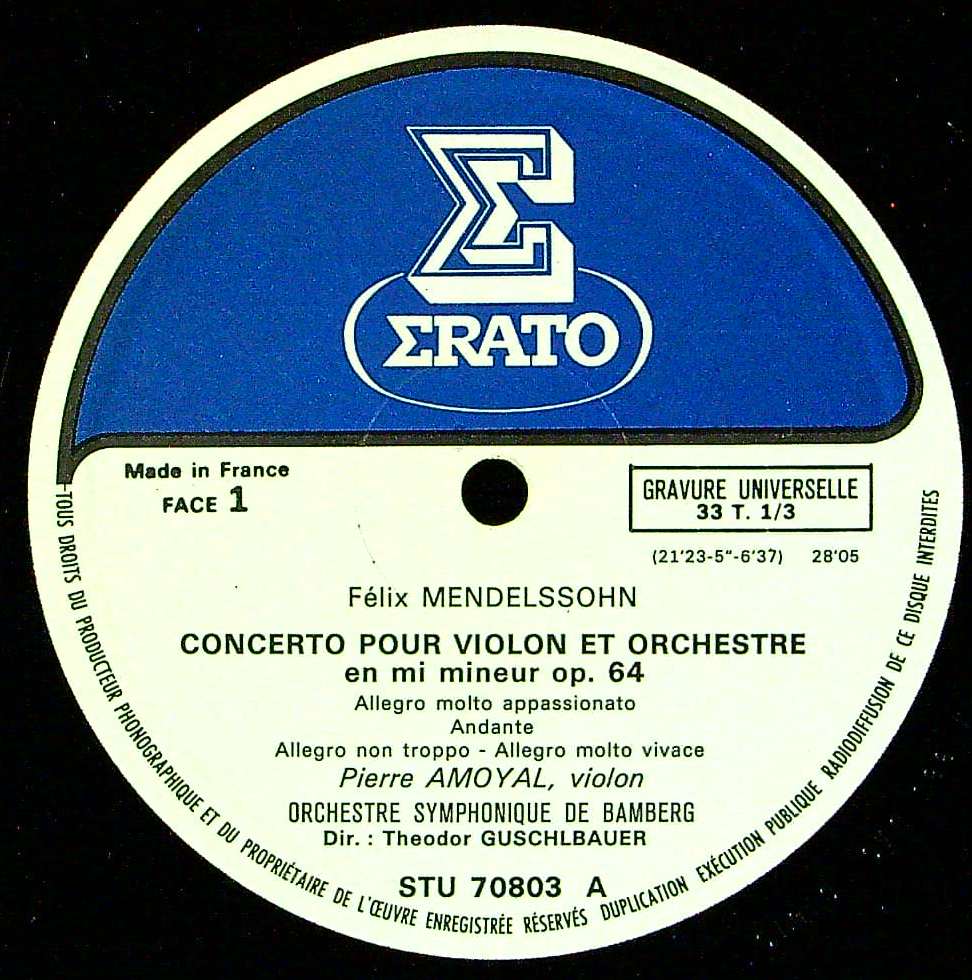 Σ
ΣRATO
Made in France
FACE 1
GRAVURE UNIVERSELLE
33 T. 1/3
(21'23-5"-6'37) 28'05
Félix MENDELSSOHN
CONCERTO POUR VIOLON ET ORCHESTRE
en mi mineur op. 64
Allegro molto appassionato
Andante
Allegro non troppo - Allegro molto vivace
Pierre AMOYAL, violon
ORCHESTRE SYMPHONIQUE DE BAMBERG
Dir. : Theodor GUSCHLBAUER
STU 70803 A
TOUS DROITS DU PRODUCTEUR PHONOGRAPHIQUE ET DU PROPRIÉTAIRE DE L'ŒUVRE ENREGISTRÉE RÉSERVÉS DUPLICATION EXÉCUTION PUBLIQUE RADIODIFFUSION DE CE DISQUE INTERDITES